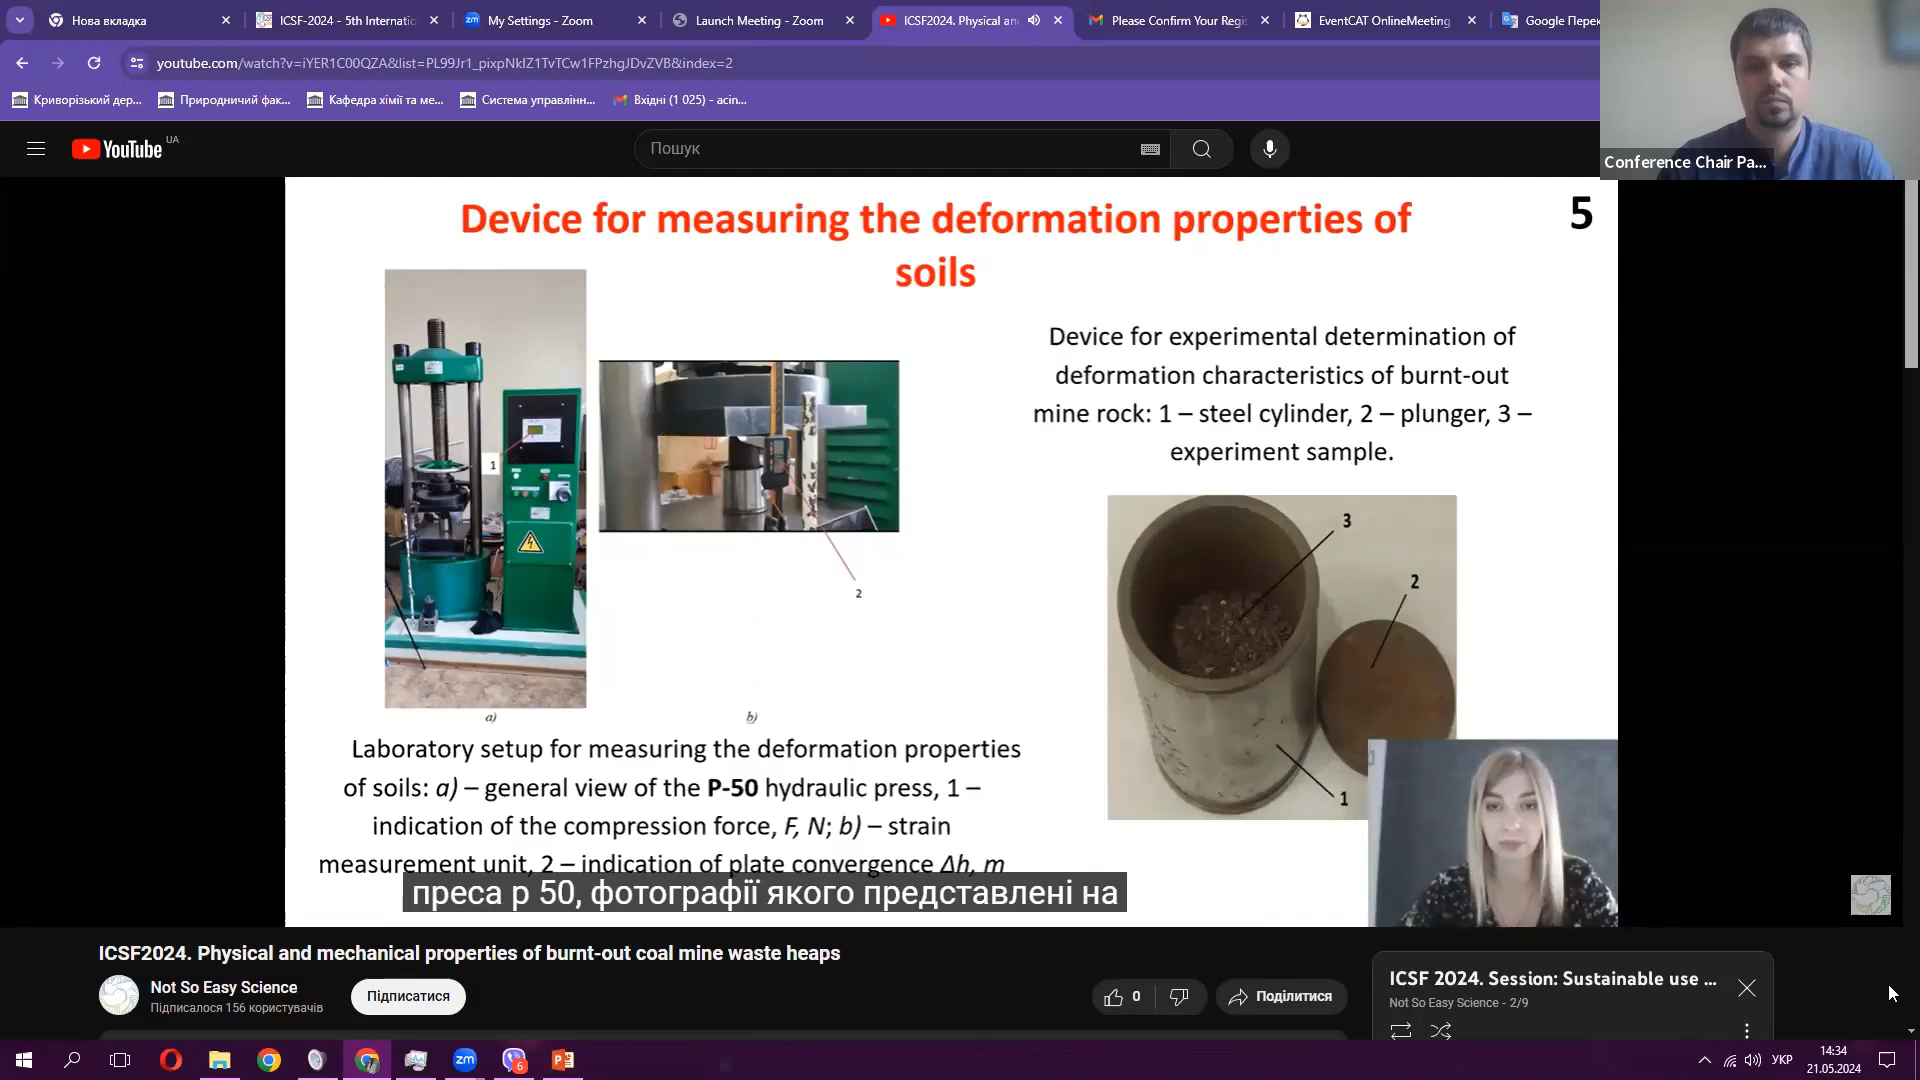 Нова вкладка
ICSF-2024 - 5th Internatio
My Settings - Zoom
Launch Meeting - Zoom
ICSF2024. Physical an
Please Confirm Your Regi
EventCAT OnlineMeeting
Google Перек
youtube.com/watch?v=iYER1C00QZA&list=PL99Jr1_pixpNkIZ1TvTCw1FPzhgJDvZVB&index=2
Криворізький дер...
Природничий фак...
Кафедра хімії та ме...
Система управлінн...
Вхідні (1 025) - acin...
Conference Chair Pa...
YouTube UA
Пошук
Device for measuring the deformation properties of
soils
5
Device for experimental determination of
deformation characteristics of burnt-out
mine rock: 1 – steel cylinder, 2 – plunger, 3 –
experiment sample.
1
2
3
2
1
a)
b)
Laboratory setup for measuring the deformation properties
of soils: a) – general view of the P-50 hydraulic press, 1 –
indication of the compression force, F, N; b) – strain
measurement unit, 2 – indication of plate convergence Δh, m
преса р 50, фотографії якого представлені на
ICSF2024. Physical and mechanical properties of burnt-out coal mine waste heaps
Not So Easy Science
Підписалося 156 користувачів
Підписатися
0
Поділитися
ICSF 2024. Session: Sustainable use ...
Not So Easy Science - 2/9
zm
6
УКР
14:34
21.05.2024